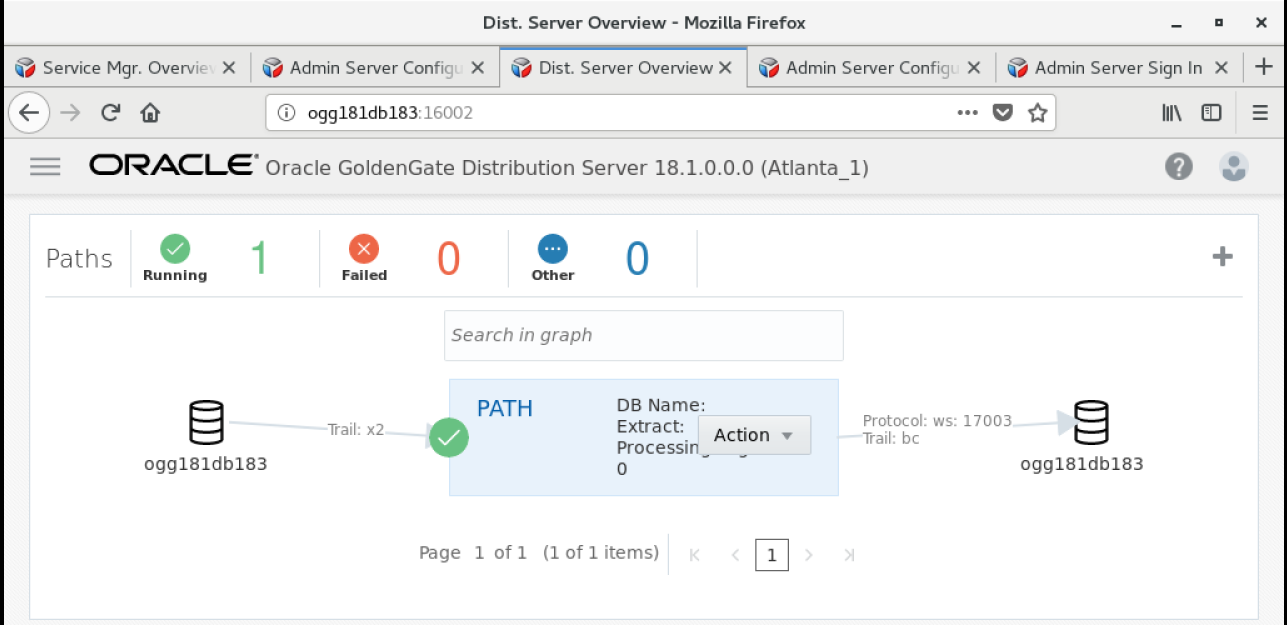 Dist. Server Overview - Mozilla Firefox
Service Mgr. Overview
Admin Server Configu
Dist. Server Overview
Admin Server Configu
Admin Server Sign In
ogg181db183:16002
ORACLE Oracle GoldenGate Distribution Server 18.1.0.0.0 (Atlanta_1)
Paths
Running
1
Failed
0
Other
0
Search in graph
PATH
DB Name:
Extract:
Processing
0
Action
Trail: x2
ogg181db183
Protocol: ws: 17003
Trail: bc
ogg181db183
Page 1 of 1 (1 of 1 items)
1